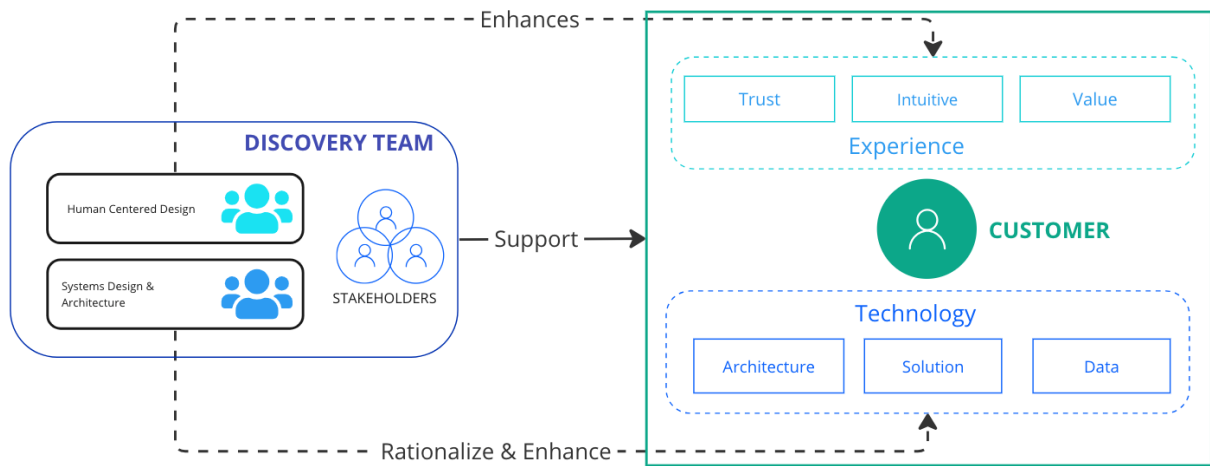 Enhances
Trust
Intuitive
Value
Experience
DISCOVERY TEAM
Human Centered Design
Systems Design &
Architecture
STAKEHOLDERS
Support
CUSTOMER
Technology
Architecture
Solution
Data
Rationalize & Enhance